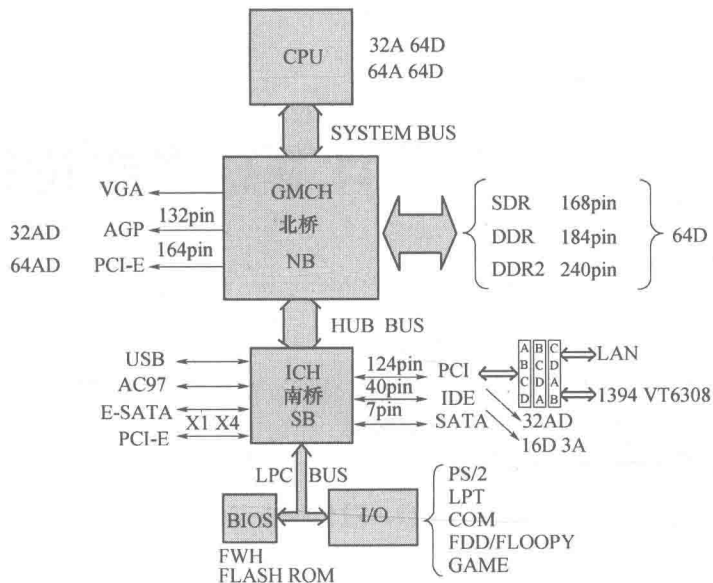 CPU
32A 64D
64A 64D
SYSTEM BUS
GMCH
北桥
NB
VGA
AGP
132pin
32AD
PCI-E
164pin
64AD
SDR 168pin
DDR 184pin
DDR2 240pin
64D
HUB BUS
ICH
南桥
SB
USB
AC97
E-SATA
X1 X4
PCI-E
124pin
PCI
40pin
IDE
7pin
SATA
A B C D
B C D A
C D A B
LAN
1394 VT6308
32AD
16D 3A
LPC BUS
BIOS
I/O
FWH
FLASH ROM
PS/2
LPT
COM
FDD/FLOOPY
GAME